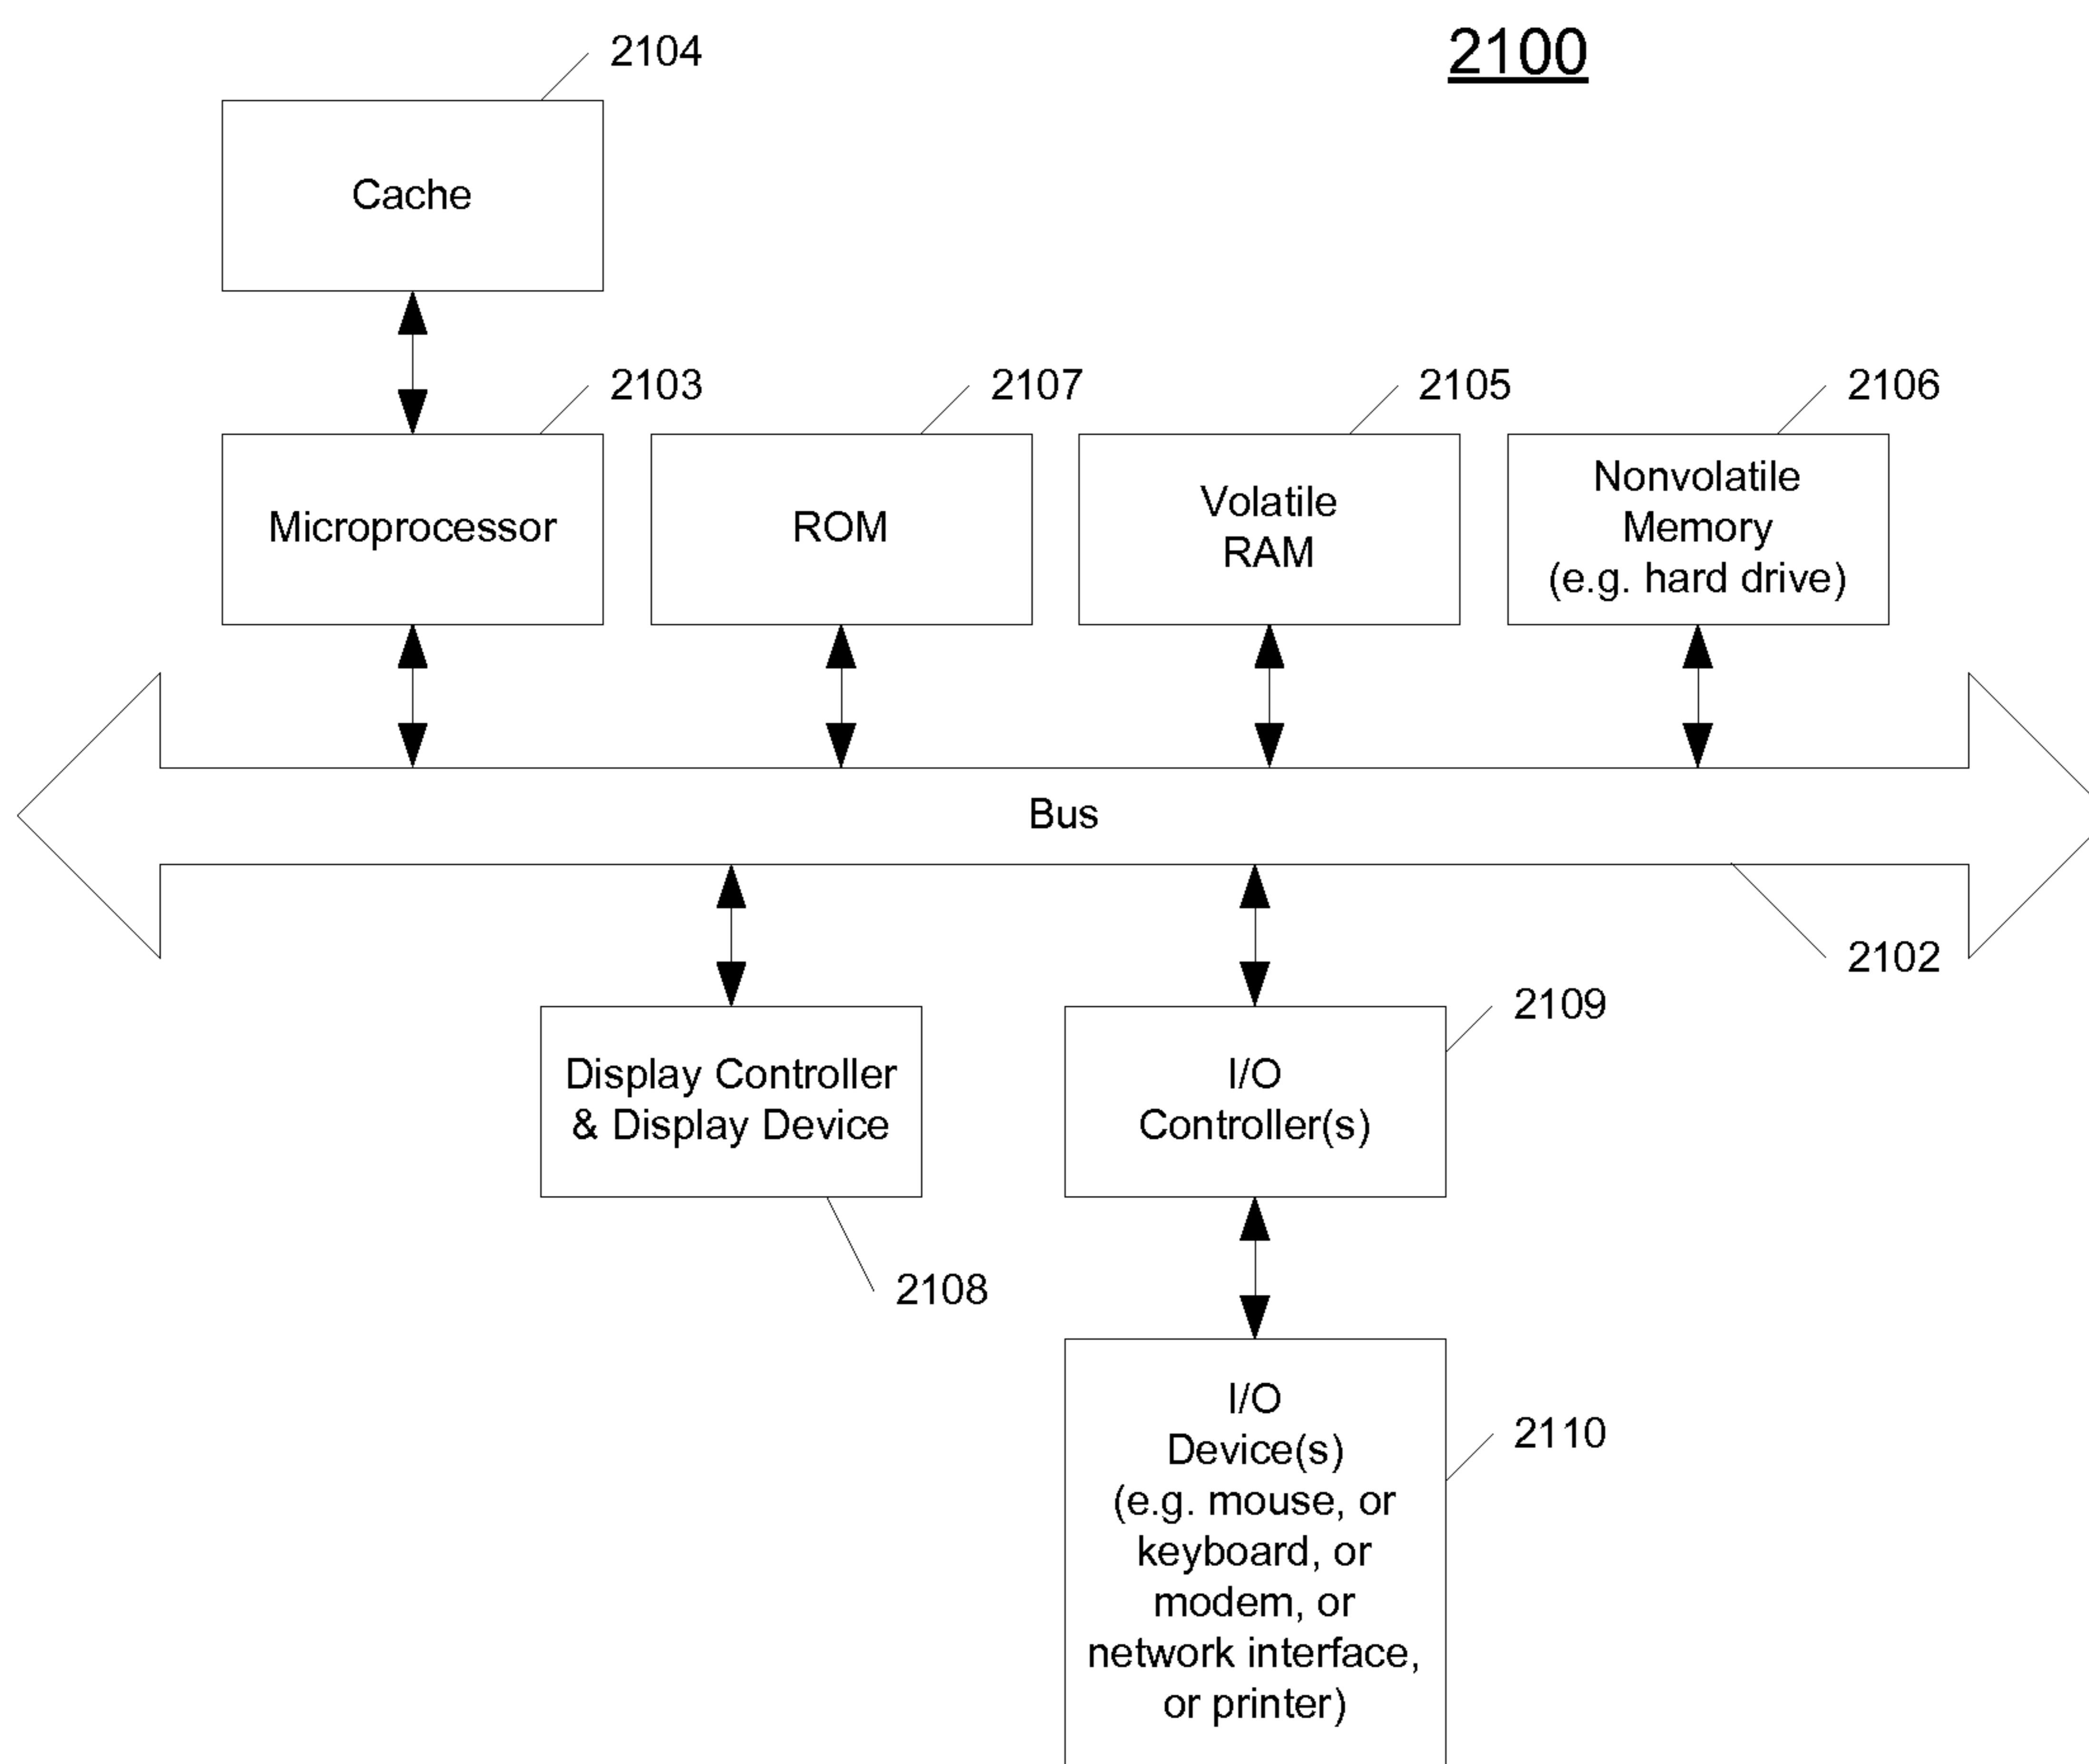 2100
2104
Cache
2103
2107
2105
2106
Microprocessor
ROM
Volatile
RAM
Nonvolatile
Memory
(e.g. hard drive)
Bus
2102
2109
Display Controller
& Display Device
I/O
Controller(s)
2108
I/O
Device(s)
(e.g. mouse, or
keyboard, or
modem, or
network interface,
or printer)
2110